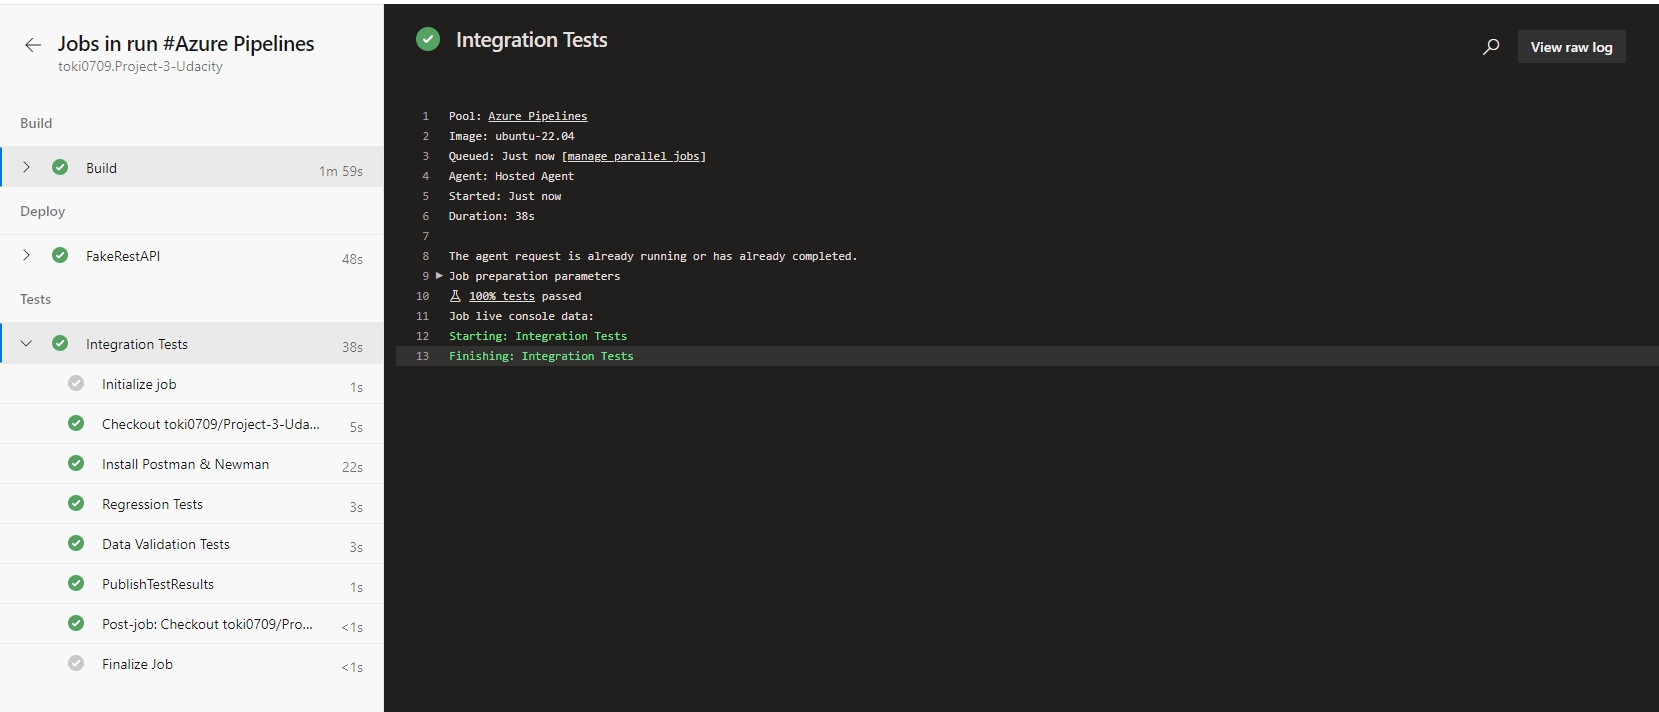 Jobs in run #Azure Pipelines
toki0709.Project-3-Udacity
Build
Build 1m 59s
Deploy
FakeRestAPI 48s
Tests
Integration Tests 38s
Initialize job 1s
Checkout toki0709/Project-3-Uda... 5s
Install Postman & Newman 22s
Regression Tests 3s
Data Validation Tests 3s
PublishTestResults 1s
Post-job: Checkout toki0709/Pro... <1s
Finalize Job <1s
Integration Tests
View raw log
1 Pool: Azure Pipelines
2 Image: ubuntu-22.04
3 Queued: Just now [manage parallel jobs]
4 Agent: Hosted Agent
5 Started: Just now
6 Duration: 38s
7
8 The agent request is already running or has already completed.
9 Job preparation parameters
10 100% tests passed
11 Job live console data:
12 Starting: Integration Tests
13 Finishing: Integration Tests